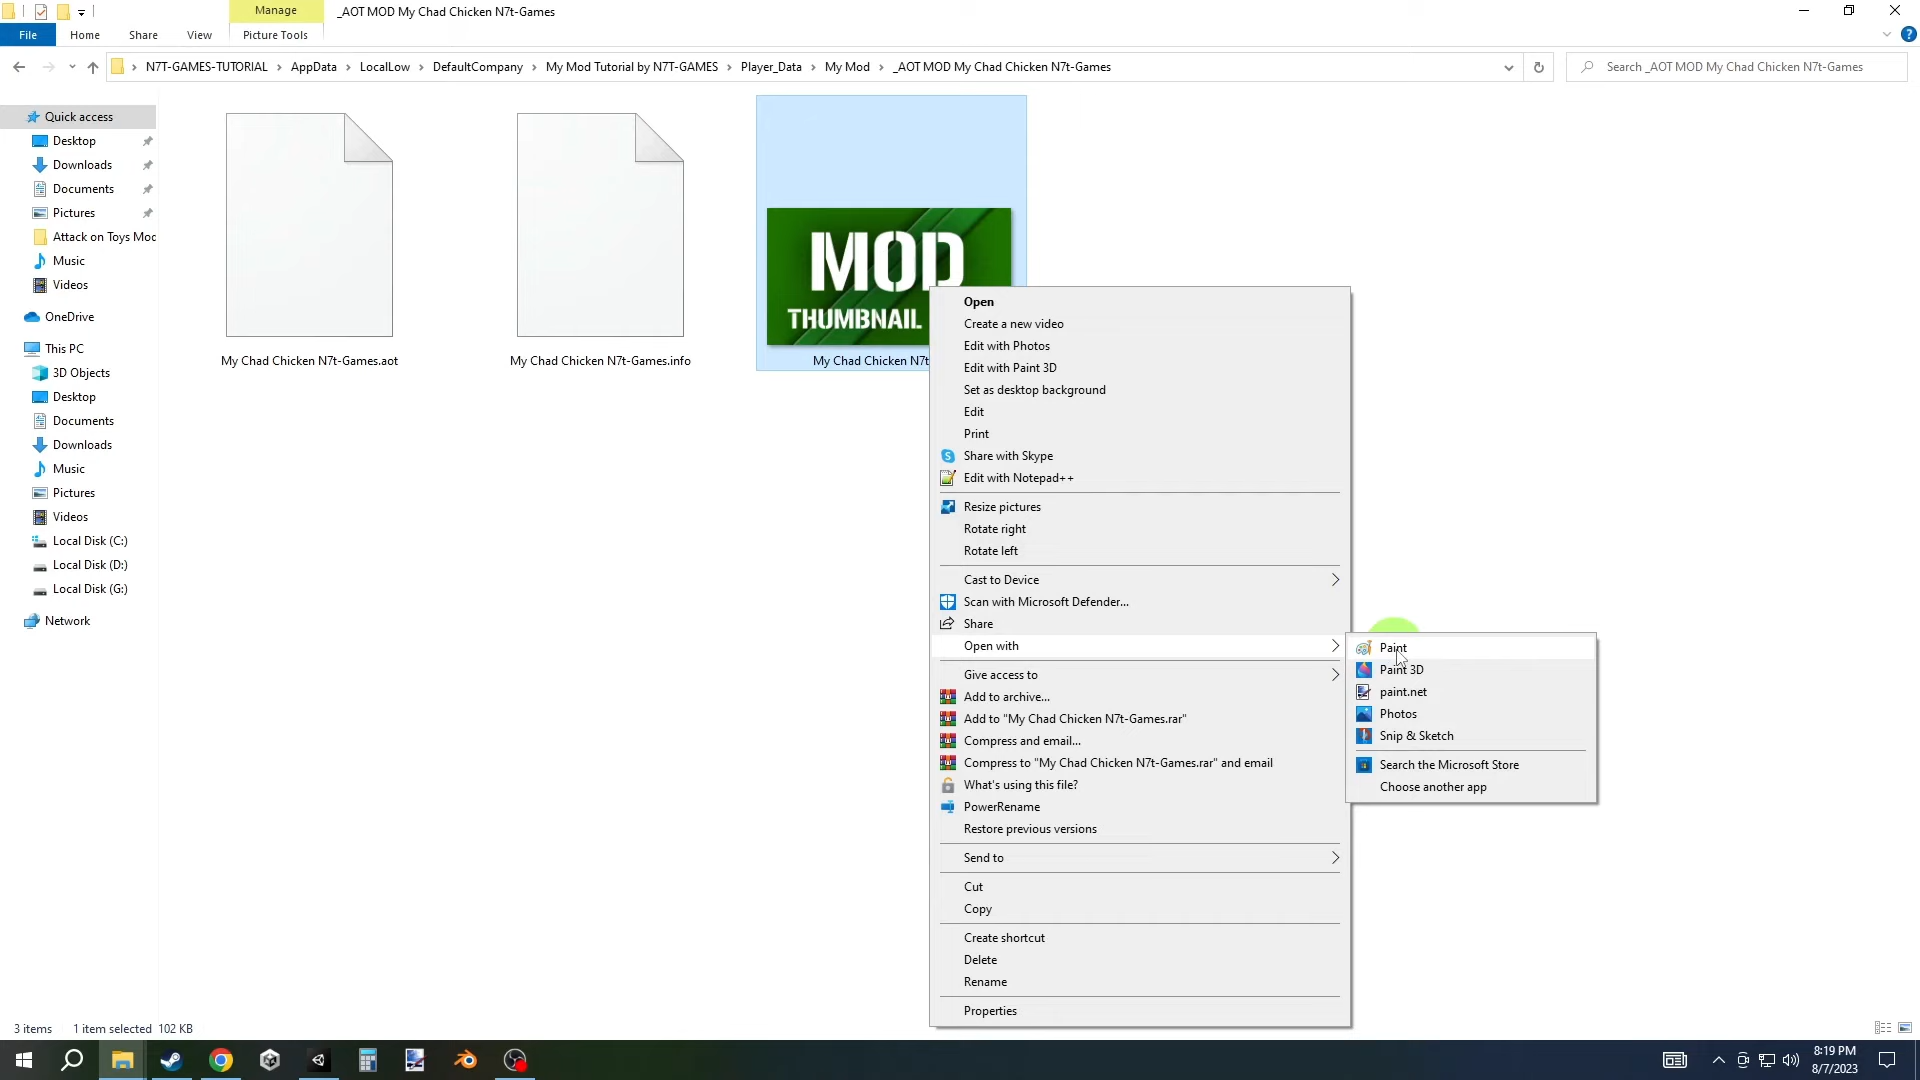 Manage
_AOT MOD My Chad Chicken N7t-Games
File
Home
Share
View
Picture Tools
N7T-GAMES-TUTORIAL
AppData
LocalLow
DefaultCompany
My Mod Tutorial by N7T-GAMES
Player_Data
My Mod
_AOT MOD My Chad Chicken N7t-Games
Search _AOT MOD My Chad Chicken N7t-Games
Quick access
Desktop
Downloads
Documents
Pictures
Attack on Toys Mod
Music
Videos
OneDrive
This PC
3D Objects
Desktop
Documents
Downloads
Music
Pictures
Videos
Local Disk (C:)
Local Disk (D:)
Local Disk (G:)
Network
My Chad Chicken N7t-Games.aot
My Chad Chicken N7t-Games.info
MOD
THUMBNAIL
My Chad Chicken N7t
Open
Create a new video
Edit with Photos
Edit with Paint 3D
Set as desktop background
Edit
Print
Share with Skype
Edit with Notepad++
Resize pictures
Rotate right
Rotate left
Cast to Device
Scan with Microsoft Defender...
Share
Open with
Give access to
Add to archive...
Add to "My Chad Chicken N7t-Games.rar"
Compress and email...
Compress to "My Chad Chicken N7t-Games.rar" and email
What's using this file?
PowerRename
Restore previous versions
Send to
Cut
Copy
Create shortcut
Delete
Rename
Properties
Paint
Paint 3D
paint.net
Photos
Snip & Sketch
Search the Microsoft Store
Choose another app
3 items
1 item selected 102 KB
8:19 PM
8/7/2023